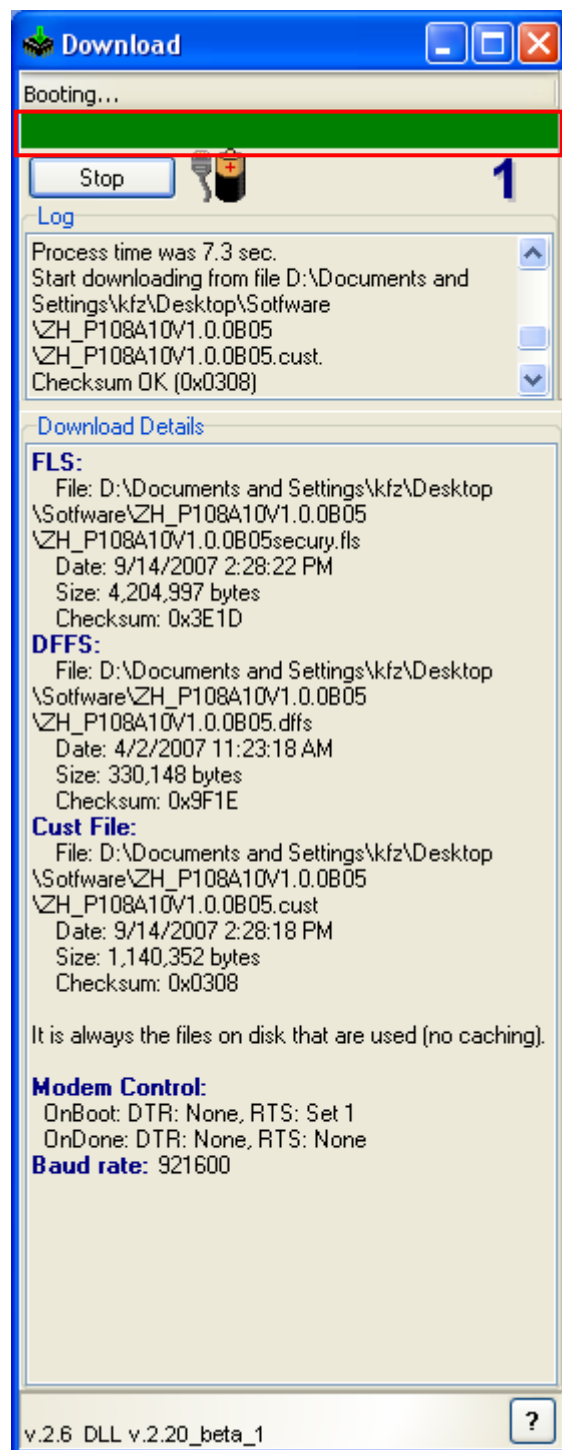 Download
Booting...
Stop
1
Log
Process time was 7.3 sec.
Start downloading from file D:\Documents and
Settings\kfz\Desktop\Sotfware
\ZH_P108A10V1.0.0B05
\ZH_P108A10V1.0.0B05.cust.
Checksum OK (0x0308)
Download Details
FLS:
File: D:\Documents and Settings\kfz\Desktop
\Sotfware\ZH_P108A10V1.0.0B05
\ZH_P108A10V1.0.0B05secury.fls
Date: 9/14/2007 2:28:22 PM
Size: 4,204,997 bytes
Checksum: 0x3E1D
DFFS:
File: D:\Documents and Settings\kfz\Desktop
\Sotfware\ZH_P108A10V1.0.0B05
\ZH_P108A10V1.0.0B05.dffs
Date: 4/2/2007 11:23:18 AM
Size: 330,148 bytes
Checksum: 0x9F1E
Cust File:
File: D:\Documents and Settings\kfz\Desktop
\Sotfware\ZH_P108A10V1.0.0B05
\ZH_P108A10V1.0.0B05.cust
Date: 9/14/2007 2:28:18 PM
Size: 1,140,352 bytes
Checksum: 0x0308
It is always the files on disk that are used (no caching).
Modem Control:
OnBoot: DTR: None, RTS: Set 1
OnDone: DTR: None, RTS: None
Baud rate: 921600
v.2.6 DLL v.2.20_beta_1
?